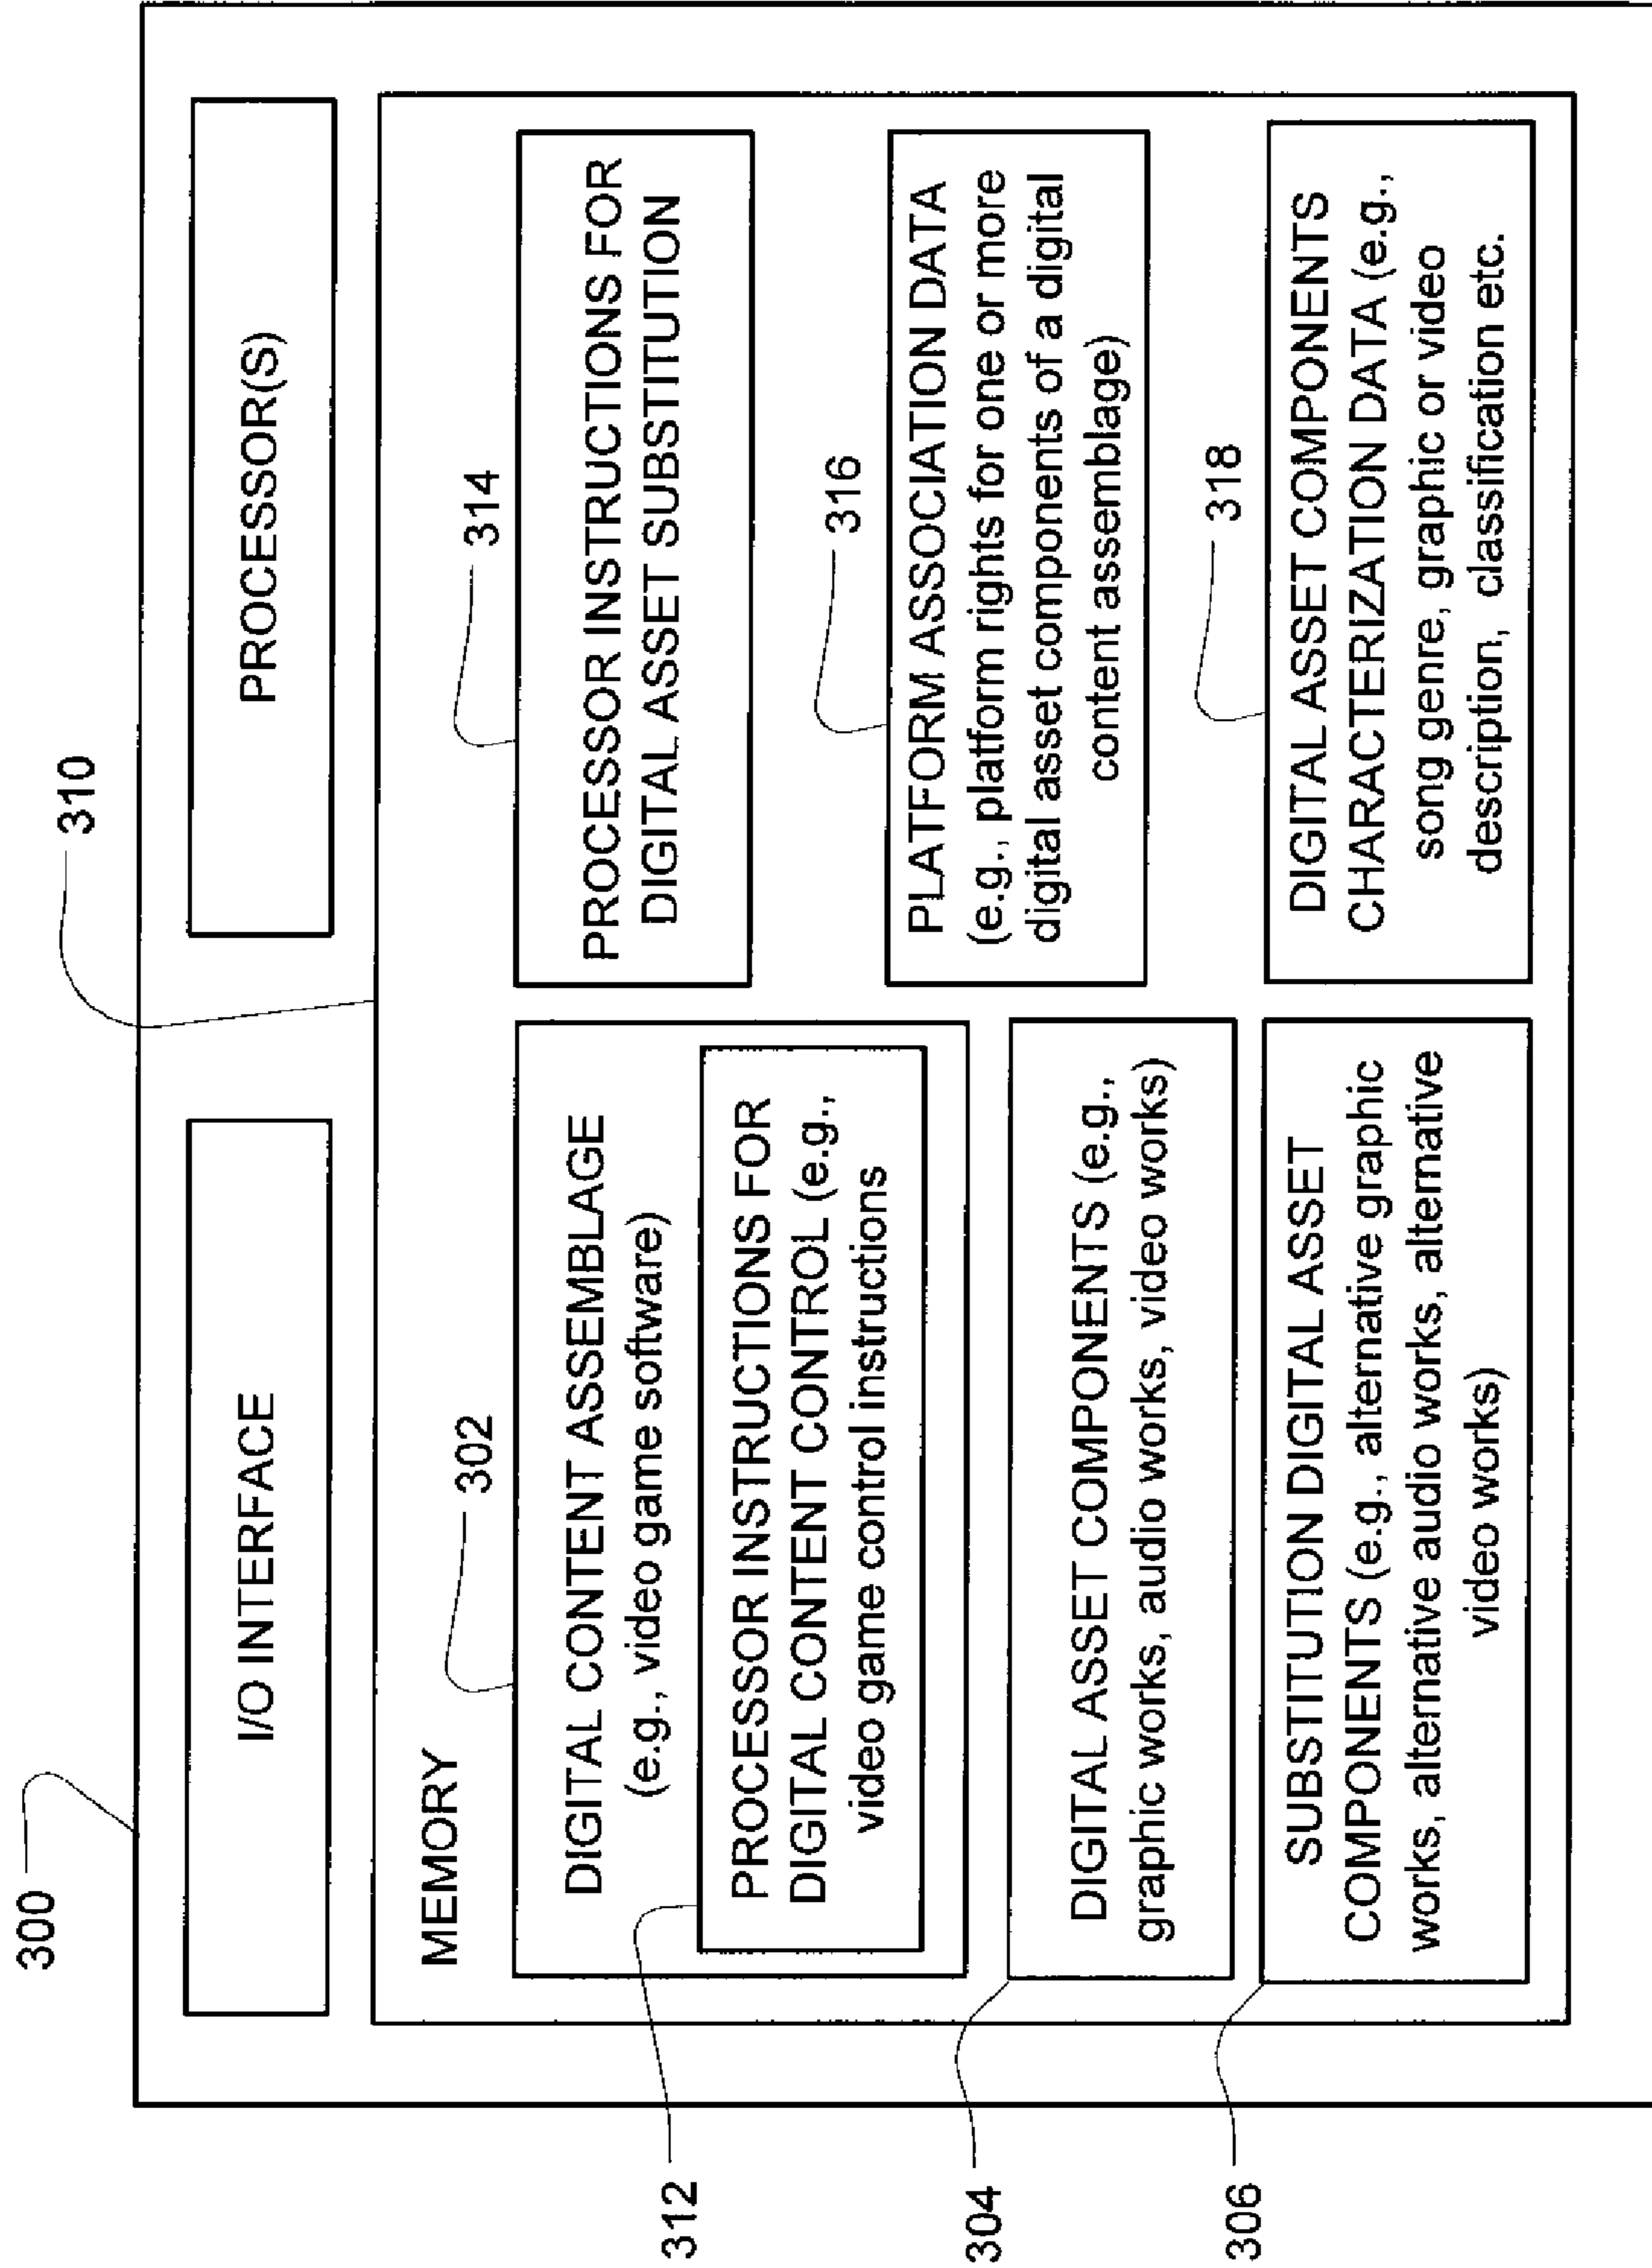 300
310
I/O INTERFACE
PROCESSOR(S)
MEMORY
302
DIGITAL CONTENT ASSEMBLAGE
(e.g., video game software)
312
PROCESSOR INSTRUCTIONS FOR
DIGITAL CONTENT CONTROL (e.g.,
video game control instructions
304
DIGITAL ASSET COMPONENTS (e.g.,
graphic works, audio works, video works)
306
SUBSTITUTION DIGITAL ASSET
COMPONENTS (e.g., alternative graphic
works, alternative audio works, alternative
video works)
314
PROCESSOR INSTRUCTIONS FOR
DIGITAL ASSET SUBSTITUTION
316
PLATFORM ASSOCIATION DATA
(e.g., platform rights for one or more
digital asset components of a digital
content assemblage)
318
DIGITAL ASSET COMPONENTS
CHARACTERIZATION DATA (e.g.,
song genre, graphic or video
description, classification etc.